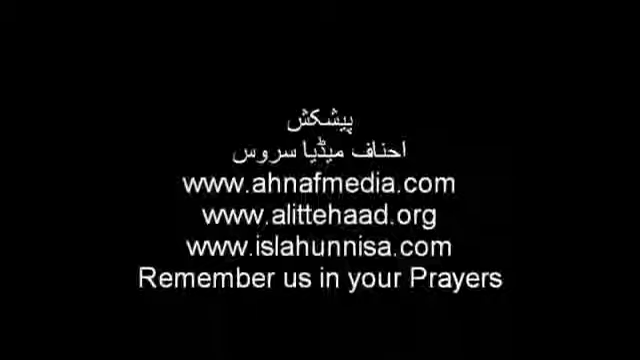 پیشکش
احناف میڈیا سروس
www.ahnafmedia.com
www.alittehaad.org
www.islahunnisa.com
Remember us in your Prayers